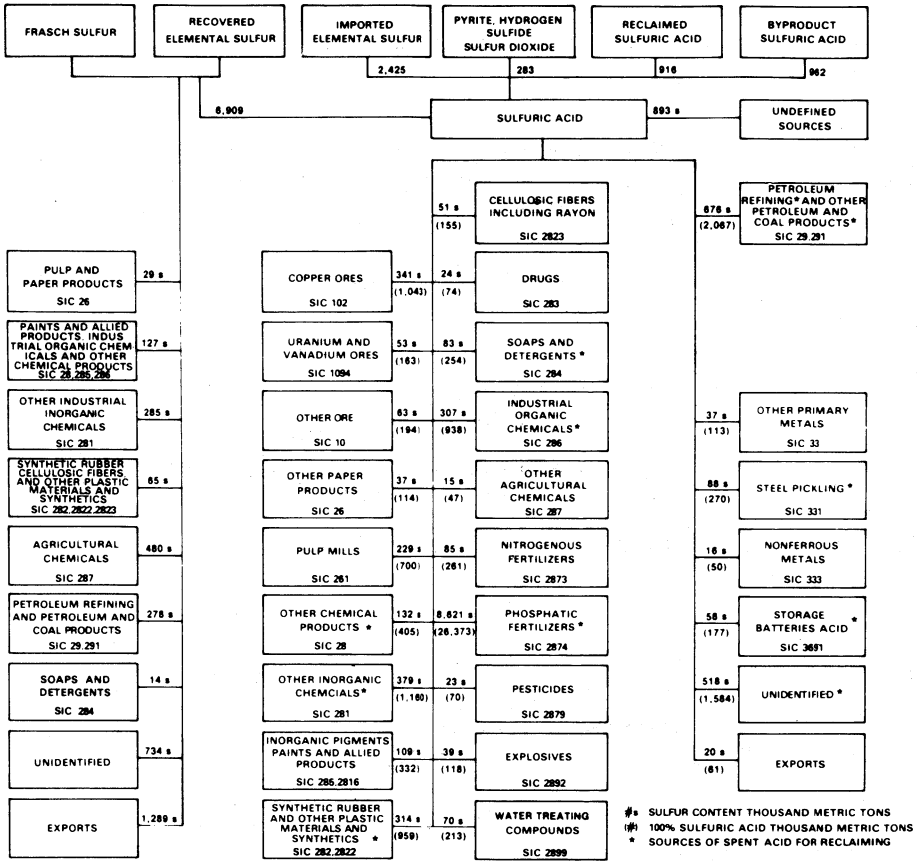 FRASCH SULFUR
RECOVERED
ELEMENTAL SULFUR
IMPORTED
ELEMENTAL SULFUR
PYRITE, HYDROGEN
SULFIDE
SULFUR DIOXIDE
RECLAIMED
SULFURIC ACID
BYPRODUCT
SULFURIC ACID
2,425
283
916
962
6,909
SULFURIC ACID
893 s
UNDEFINED
SOURCES
51 s
(155)
CELLULOSIC FIBERS
INCLUDING RAYON
SIC 2823
676 s
(2,067)
PETROLEUM
REFINING* AND OTHER
PETROLEUM AND
COAL PRODUCTS*
SIC 29,291
PULP AND
PAPER PRODUCTS
SIC 26
29 s
COPPER ORES
SIC 102
341 s
(1,043)
24 s
(74)
DRUGS
SIC 283
PAINTS AND ALLIED
PRODUCTS, INDUS
TRIAL ORGANIC CHEM
ICALS AND OTHER
CHEMICAL PRODUCTS
SIC 28,285,286
127 s
URANIUM AND
VANADIUM ORES
SIC 1094
53 s
(163)
83 s
(254)
SOAPS AND
DETERGENTS *
SIC 284
OTHER INDUSTRIAL
INORGANIC
CHEMICALS
SIC 281
285 s
OTHER ORE
SIC 10
63 s
(194)
307 s
(938)
INDUSTRIAL
ORGANIC
CHEMICALS *
SIC 286
37 s
(113)
OTHER PRIMARY
METALS
SIC 33
SYNTHETIC RUBBER
CELLULOSIC FIBERS
AND OTHER PLASTIC
MATERIALS AND
SYNTHETICS
SIC 282,2822,2823
65 s
OTHER PAPER
PRODUCTS
SIC 26
37 s
(114)
15 s
(47)
OTHER
AGRICULTURAL
CHEMICALS
SIC 287
88 s
(270)
STEEL PICKLING *
SIC 331
AGRICULTURAL
CHEMICALS
SIC 287
480 s
PULP MILLS
SIC 261
229 s
(700)
85 s
(261)
NITROGENOUS
FERTILIZERS
SIC 2873
16 s
(50)
NONFERROUS
METALS
SIC 333
PETROLEUM REFINING
AND PETROLEUM AND
COAL PRODUCTS
SIC 29,291
276 s
OTHER CHEMICAL
PRODUCTS *
SIC 28
132 s
(405)
8,621 s
(26,373)
PHOSPHATIC
FERTILIZERS *
SIC 2874
58 s
(177)
STORAGE
BATTERIES ACID *
SIC 3691
SOAPS AND
DETERGENTS
SIC 284
14 s
OTHER INORGANIC
CHEMCIALS *
SIC 281
379 s
(1,160)
23 s
(70)
PESTICIDES
SIC 2879
518 s
(1,584)
UNIDENTIFIED *
UNIDENTIFIED
734 s
INORGANIC PIGMENTS
PAINTS AND ALLIED
PRODUCTS
SIC 285,2816
109 s
(332)
39 s
(118)
EXPLOSIVES
SIC 2892
20 s
(61)
EXPORTS
EXPORTS
1,289 s
SYNTHETIC RUBBER
AND OTHER PLASTIC
MATERIALS AND
SYNTHETICS *
SIC 282,2822
314 s
(959)
70 s
(213)
WATER TREATING
COMPOUNDS
SIC 2899
#s SULFUR CONTENT THOUSAND METRIC TONS
(#) 100% SULFURIC ACID THOUSAND METRIC TONS
* SOURCES OF SPENT ACID FOR RECLAIMING